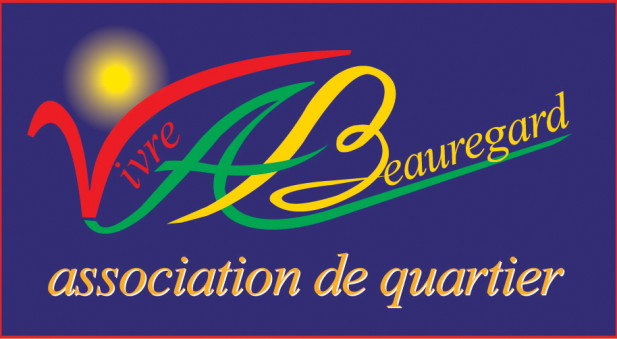 Vivre A Beauregard
association de quartier